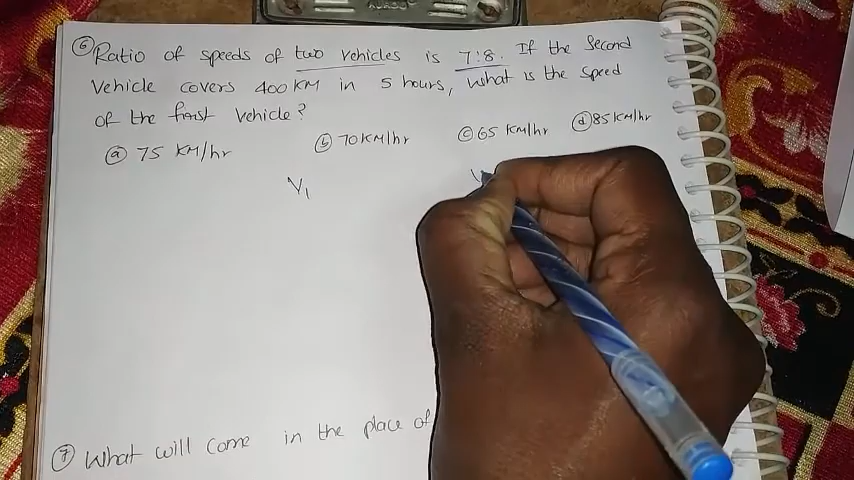 ⑥ Ratio of speeds of two vehicles is 7:8. If the Second
Vehicle covers 400 KM in 5 hours, what is the speed
of the first vehicle?
ⓐ 75 KM/hr ⓑ 70 KM/hr ⓒ 65 KM/hr ⓓ 85 KM/hr
V1
⑦ What will come in the place of